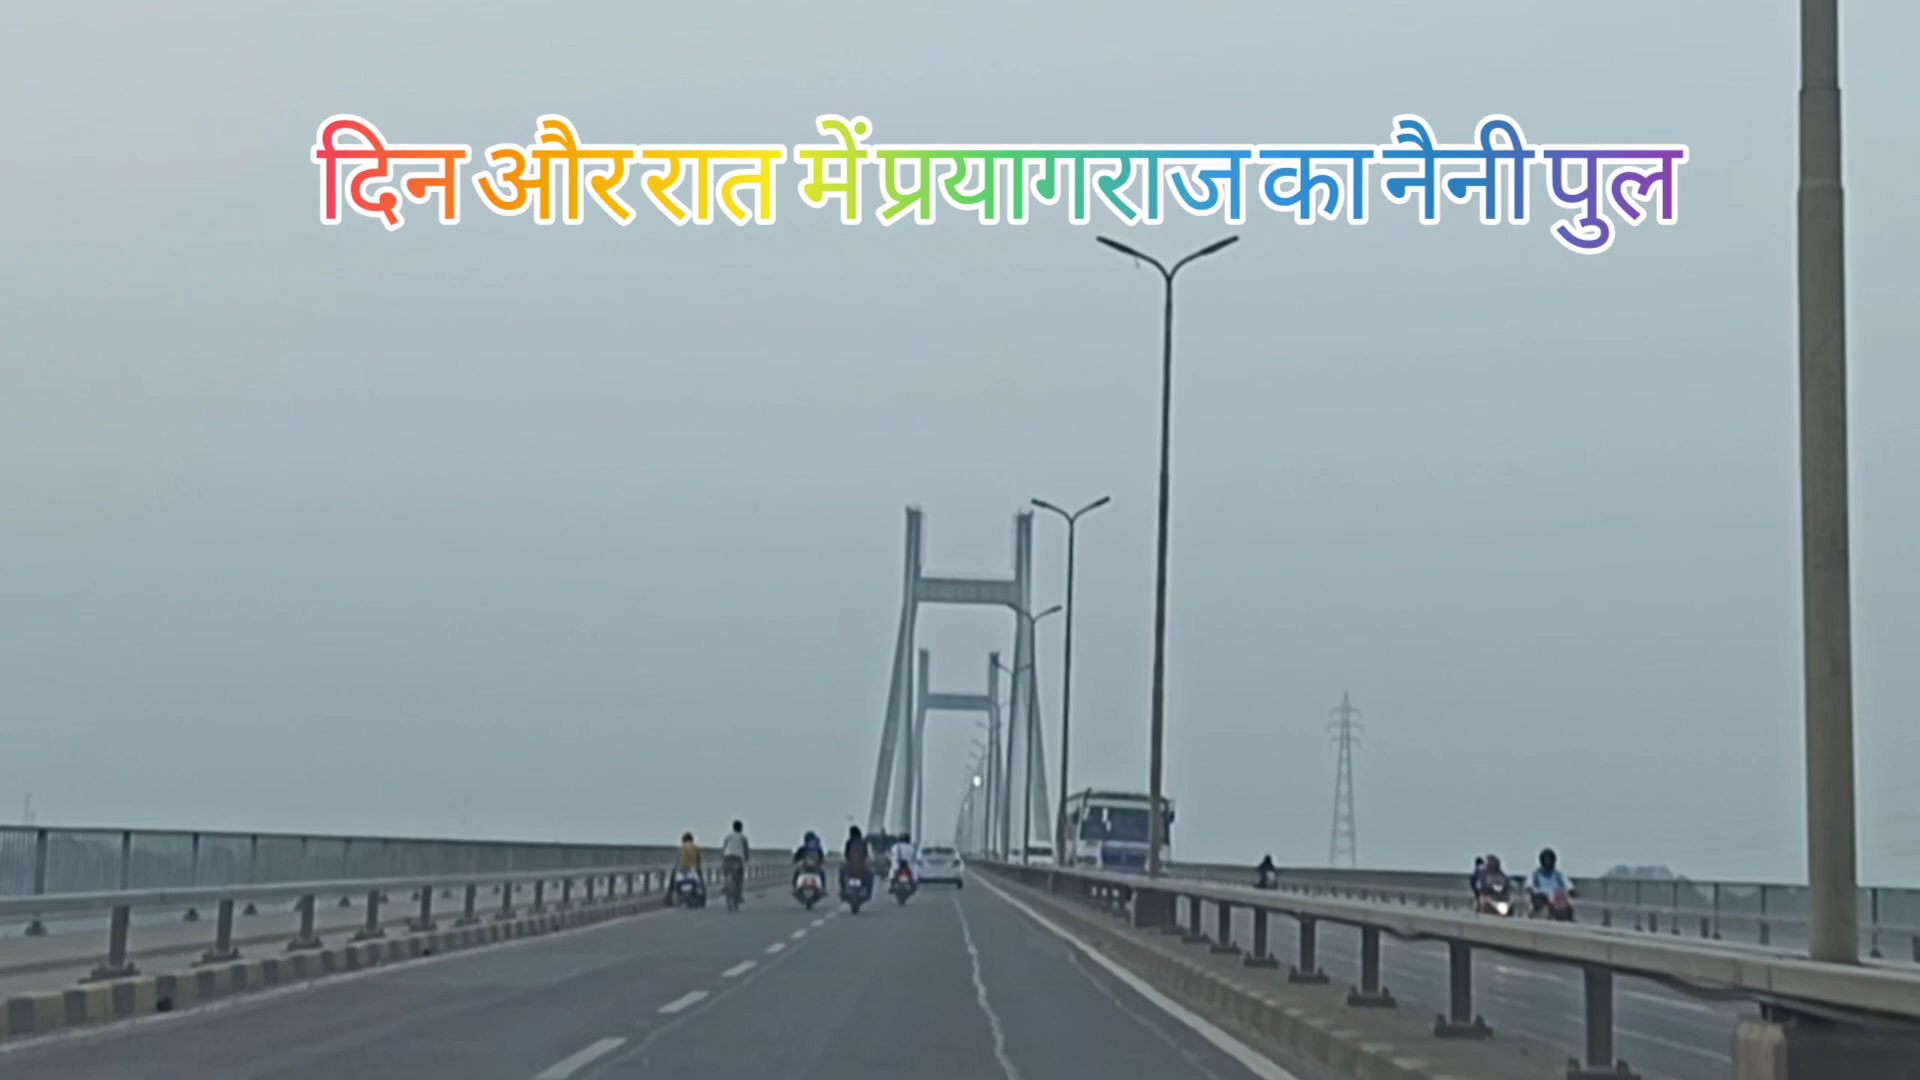 दिन और रात में प्रयागराज का नैनी पुल